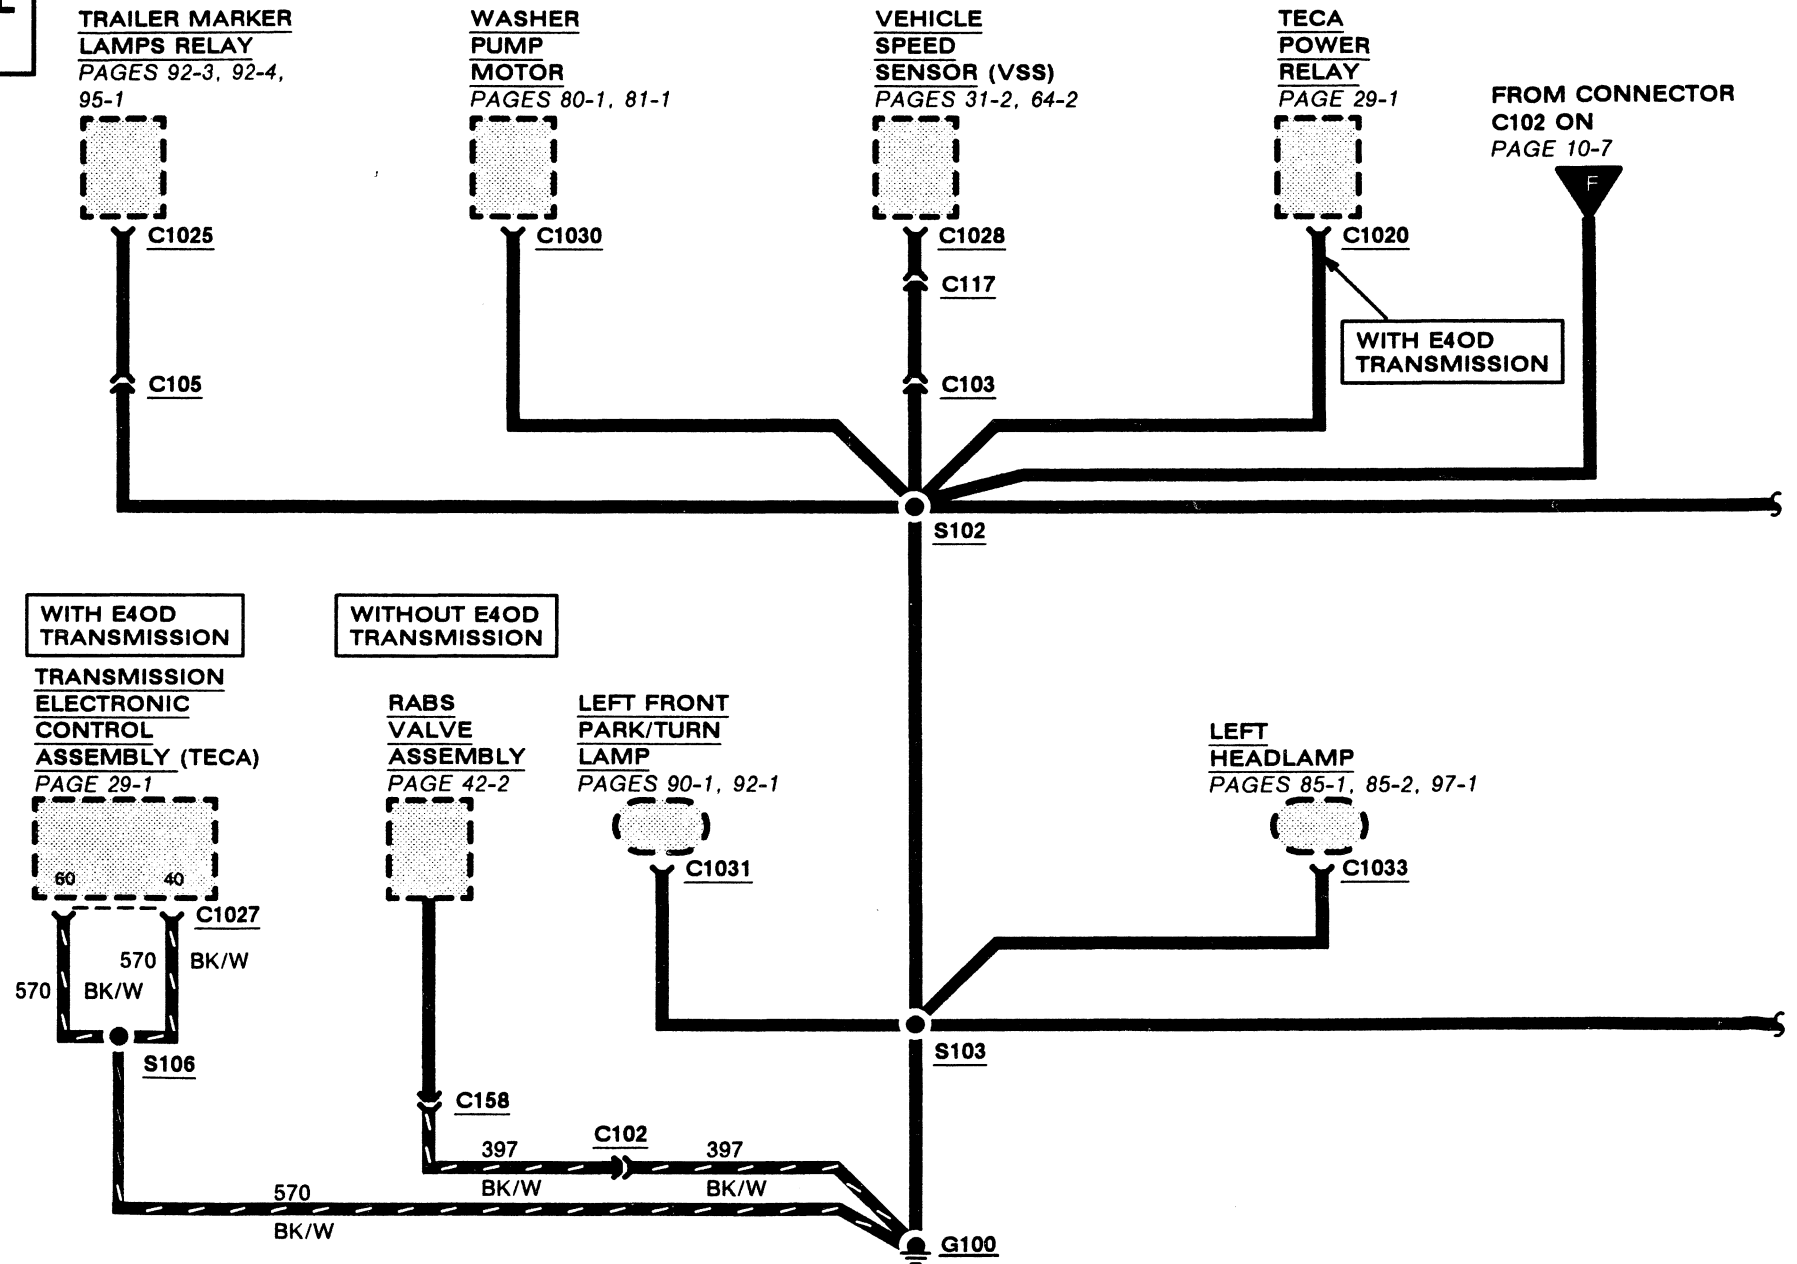 TRAILER MARKER
LAMPS RELAY
PAGES 92-3, 92-4,
95-1
WASHER
PUMP
MOTOR
PAGES 80-1, 81-1
VEHICLE
SPEED
SENSOR (VSS)
PAGES 31-2, 64-2
TECA
POWER
RELAY
PAGE 29-1
FROM CONNECTOR
C102 ON
PAGE 10-7
F
C1025
C1030
C1028
C1020
C117
WITH E4OD
TRANSMISSION
C105
C103
S102
WITH E4OD
TRANSMISSION
TRANSMISSION
ELECTRONIC
CONTROL
ASSEMBLY (TECA)
PAGE 29-1
WITHOUT E4OD
TRANSMISSION
RABS
VALVE
ASSEMBLY
PAGE 42-2
LEFT FRONT
PARK/TURN
LAMP
PAGES 90-1, 92-1
LEFT
HEADLAMP
PAGES 85-1, 85-2, 97-1
60 40
C1027
C1031
C1033
570 BK/W
570 BK/W
S106
S103
C158
C102
397
BK/W
397
BK/W
570
BK/W
G100